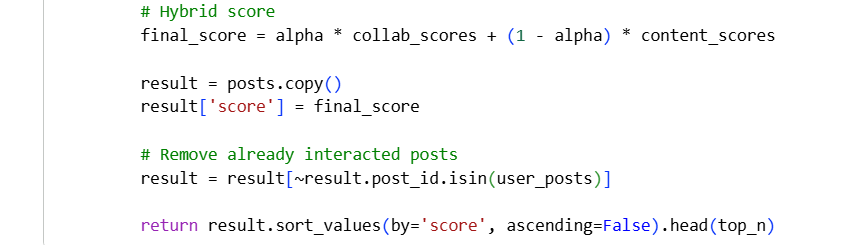 # Hybrid score
final_score = alpha * collab_scores + (1 - alpha) * content_scores
result = posts.copy()
result['score'] = final_score
# Remove already interacted posts
result = result[~result.post_id.isin(user_posts)]
return result.sort_values(by='score', ascending=False).head(top_n)